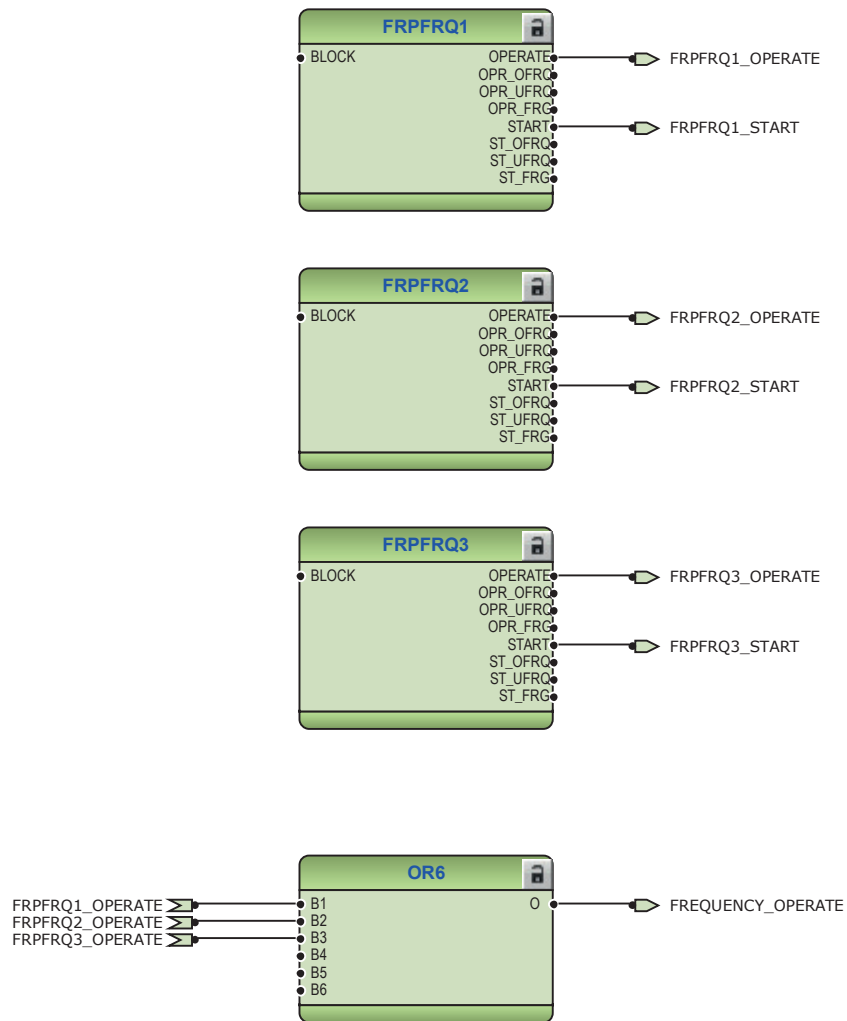 FRPFRQ1
BLOCK OPERATE FRPFRQ1_OPERATE
OPR_OFRQ
OPR_UFRQ
OPR_FRG
START FRPFRQ1_START
ST_OFRQ
ST_UFRQ
ST_FRG
FRPFRQ2
BLOCK OPERATE FRPFRQ2_OPERATE
OPR_OFRQ
OPR_UFRQ
OPR_FRG
START FRPFRQ2_START
ST_OFRQ
ST_UFRQ
ST_FRG
FRPFRQ3
BLOCK OPERATE FRPFRQ3_OPERATE
OPR_OFRQ
OPR_UFRQ
OPR_FRG
START FRPFRQ3_START
ST_OFRQ
ST_UFRQ
ST_FRG
OR6
FRPFRQ1_OPERATE B1 O FREQUENCY_OPERATE
FRPFRQ2_OPERATE B2
FRPFRQ3_OPERATE B3
B4
B5
B6